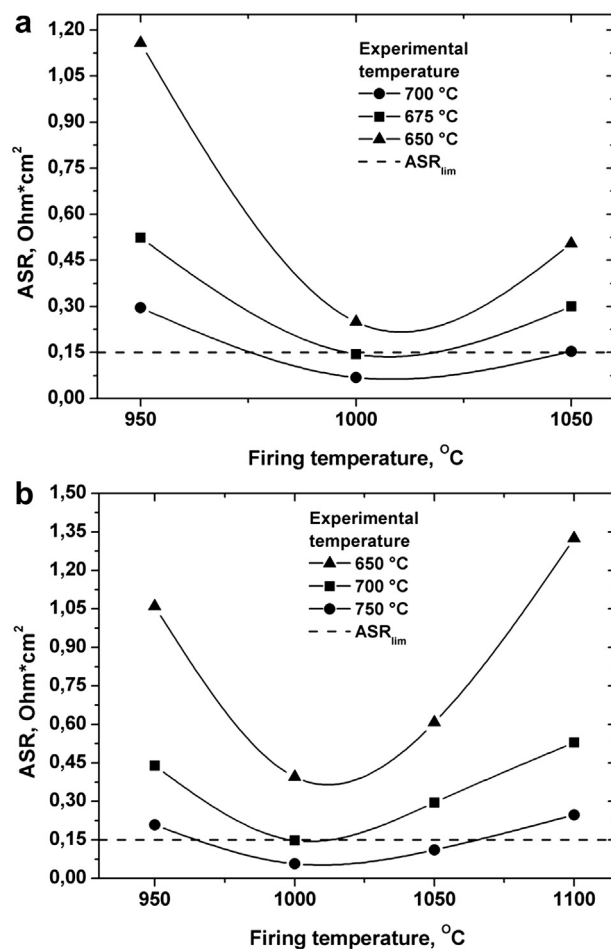 a
1,20
1,05
0,90
0,75
0,60
0,45
0,30
0,15
0,00
ASR, Ohm*cm²
Experimental
temperature
700 °C
675 °C
650 °C
ASRlim
950
1000
1050
Firing temperature, °C
b
1,50
1,35
1,20
1,05
0,90
0,75
0,60
0,45
0,30
0,15
0,00
ASR, Ohm*cm²
Experimental
temperature
650 °C
700 °C
750 °C
ASRlim
950
1000
1050
1100
Firing temperature, °C